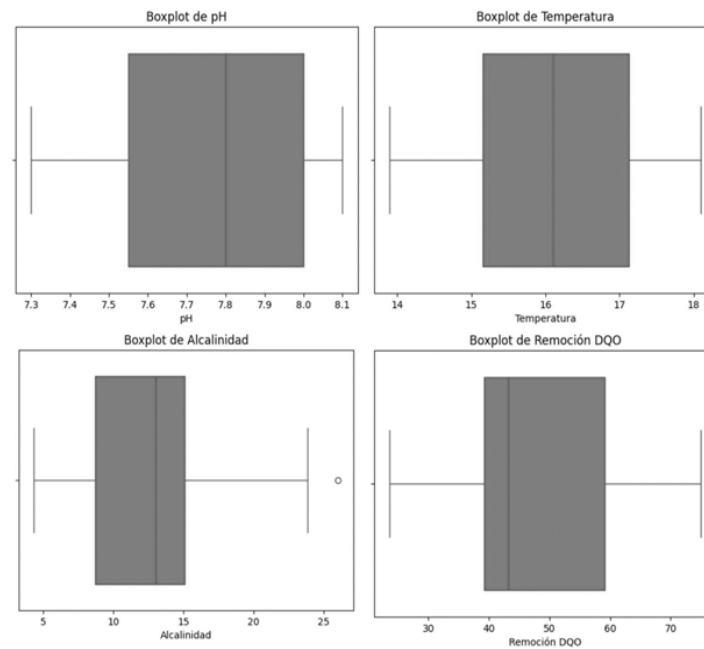 Boxplot de pH
7.3 7.4 7.5 7.6 7.7 7.8 7.9 8.0 8.1
pH
Boxplot de Temperatura
14 15 16 17 18
Temperatura
Boxplot de Alcalinidad
5 10 15 20 25
Alcalinidad
Boxplot de Remoción DQO
30 40 50 60 70
Remoción DQO